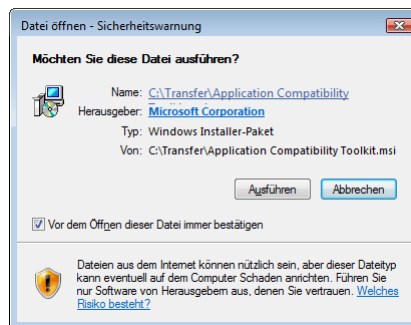 Datei öffnen - Sicherheitswarnung
Möchten Sie diese Datei ausführen?
Name: C:\Transfer\Application Compatibility
Herausgeber: Microsoft Corporation
Typ: Windows Installer-Paket
Von: C:\Transfer\Application Compatibility Toolkit.msi
Ausführen Abbrechen
Vor dem Öffnen dieser Datei immer bestätigen
Dateien aus dem Internet können nützlich sein, aber dieser Dateityp
kann eventuell auf dem Computer Schaden anrichten. Führen Sie
nur Software von Herausgebern aus, denen Sie vertrauen. Welches
Risiko besteht?